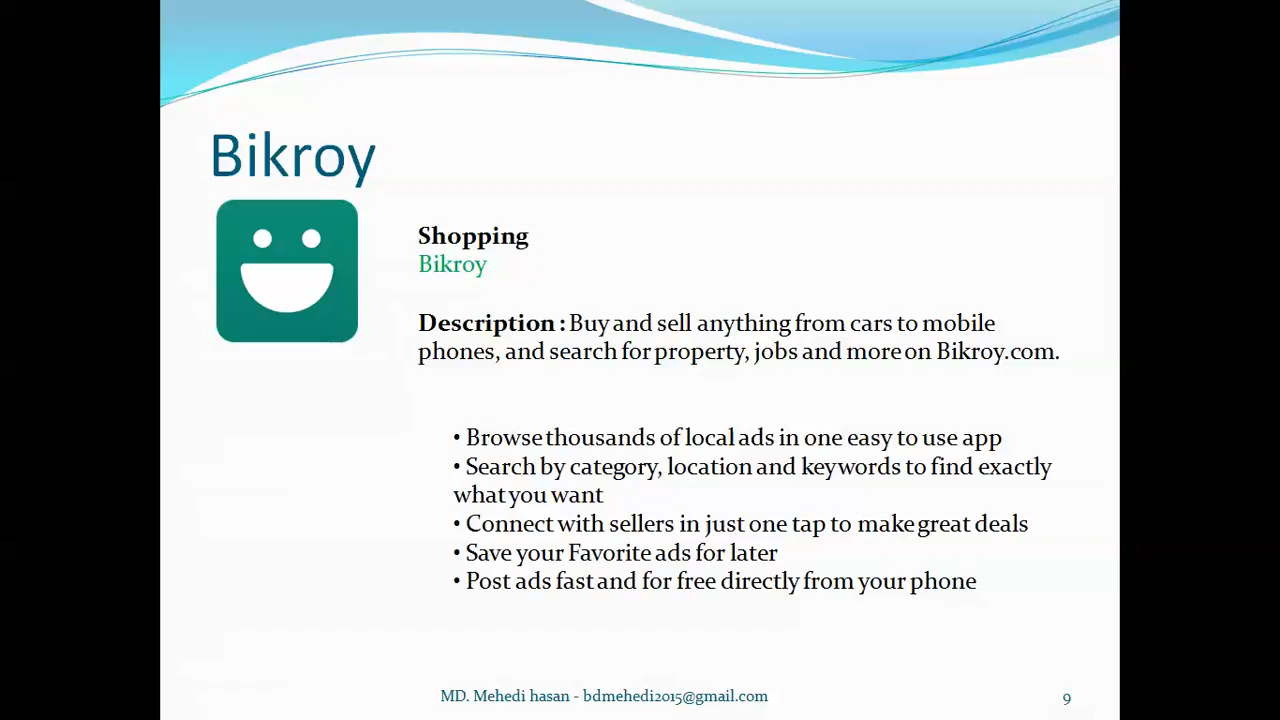 Bikroy
Shopping
Bikroy
Description : Buy and sell anything from cars to mobile
phones, and search for property, jobs and more on Bikroy.com.
• Browse thousands of local ads in one easy to use app
• Search by category, location and keywords to find exactly
what you want
• Connect with sellers in just one tap to make great deals
• Save your Favorite ads for later
• Post ads fast and for free directly from your phone
MD. Mehedi hasan - bdmehedi2015@gmail.com
9